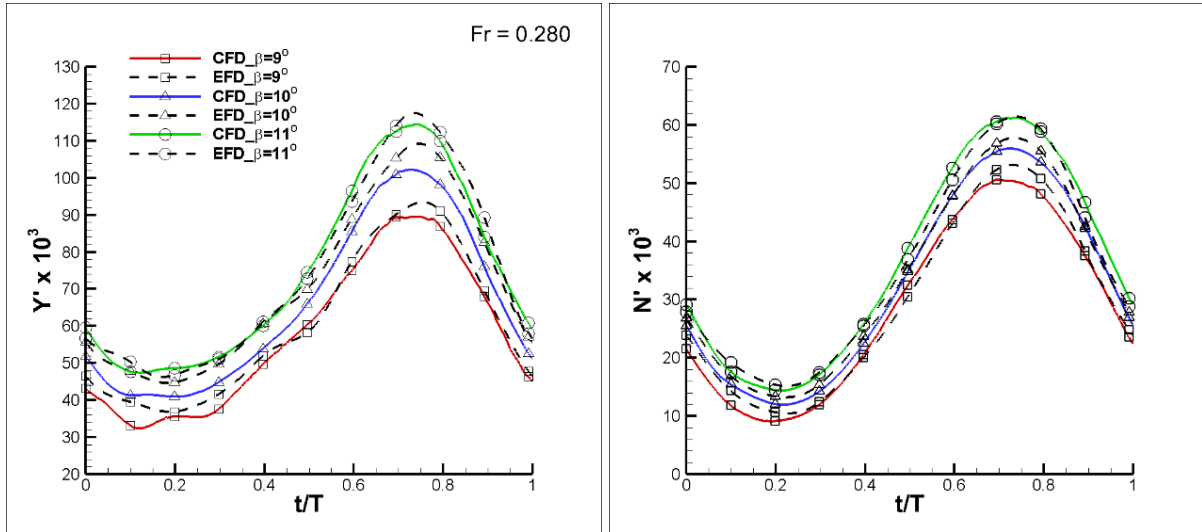 Fr = 0.280
CFD_β=9°
EFD_β=9°
CFD_β=10°
EFD_β=10°
CFD_β=11°
EFD_β=11°
Y' x 10³
130
120
110
100
90
80
70
60
50
40
30
20
0 0.2 0.4 0.6 0.8 1
t/T
N' x 10³
70
60
50
40
30
20
10
0
0 0.2 0.4 0.6 0.8 1
t/T